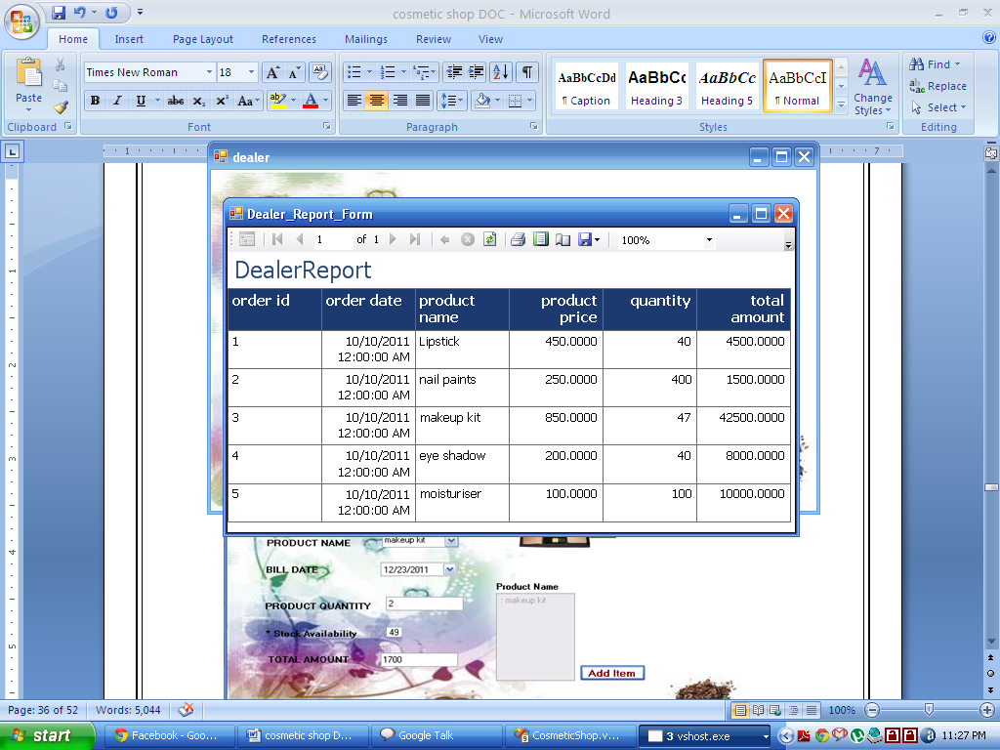 cosmetic shop DOC - Microsoft Word
Home Insert Page Layout References Mailings Review View
Paste
Times New Roman 18
AaBbCcDd AaBbCc AaBbCc AaBbCcI
¶ Caption Heading 3 Heading 5 ¶ Normal
Change Styles
Find
Replace
Select
Clipboard Font Paragraph Styles Editing
dealer
Dealer_Report_Form
1 of 1 100%
DealerReport
order id order date product name product price quantity total amount
1 10/10/2011 12:00:00 AM Lipstick 450.0000 40 4500.0000
2 10/10/2011 12:00:00 AM nail paints 250.0000 400 1500.0000
3 10/10/2011 12:00:00 AM makeup kit 850.0000 47 42500.0000
4 10/10/2011 12:00:00 AM eye shadow 200.0000 40 8000.0000
5 10/10/2011 12:00:00 AM moisturiser 100.0000 100 10000.0000
PRODUCT NAME makeup kit
BILL DATE 12/23/2011
Product Name
: makeup kit
PRODUCT QUANTITY 2
* Stock Availability 49
TOTAL AMOUNT 1700
Add Item
Page: 36 of 52 Words: 5,044 100%
start Facebook - Goo... cosmetic shop D... Google Talk CosmeticShop.v... 3 vshost.exe 11:27 PM